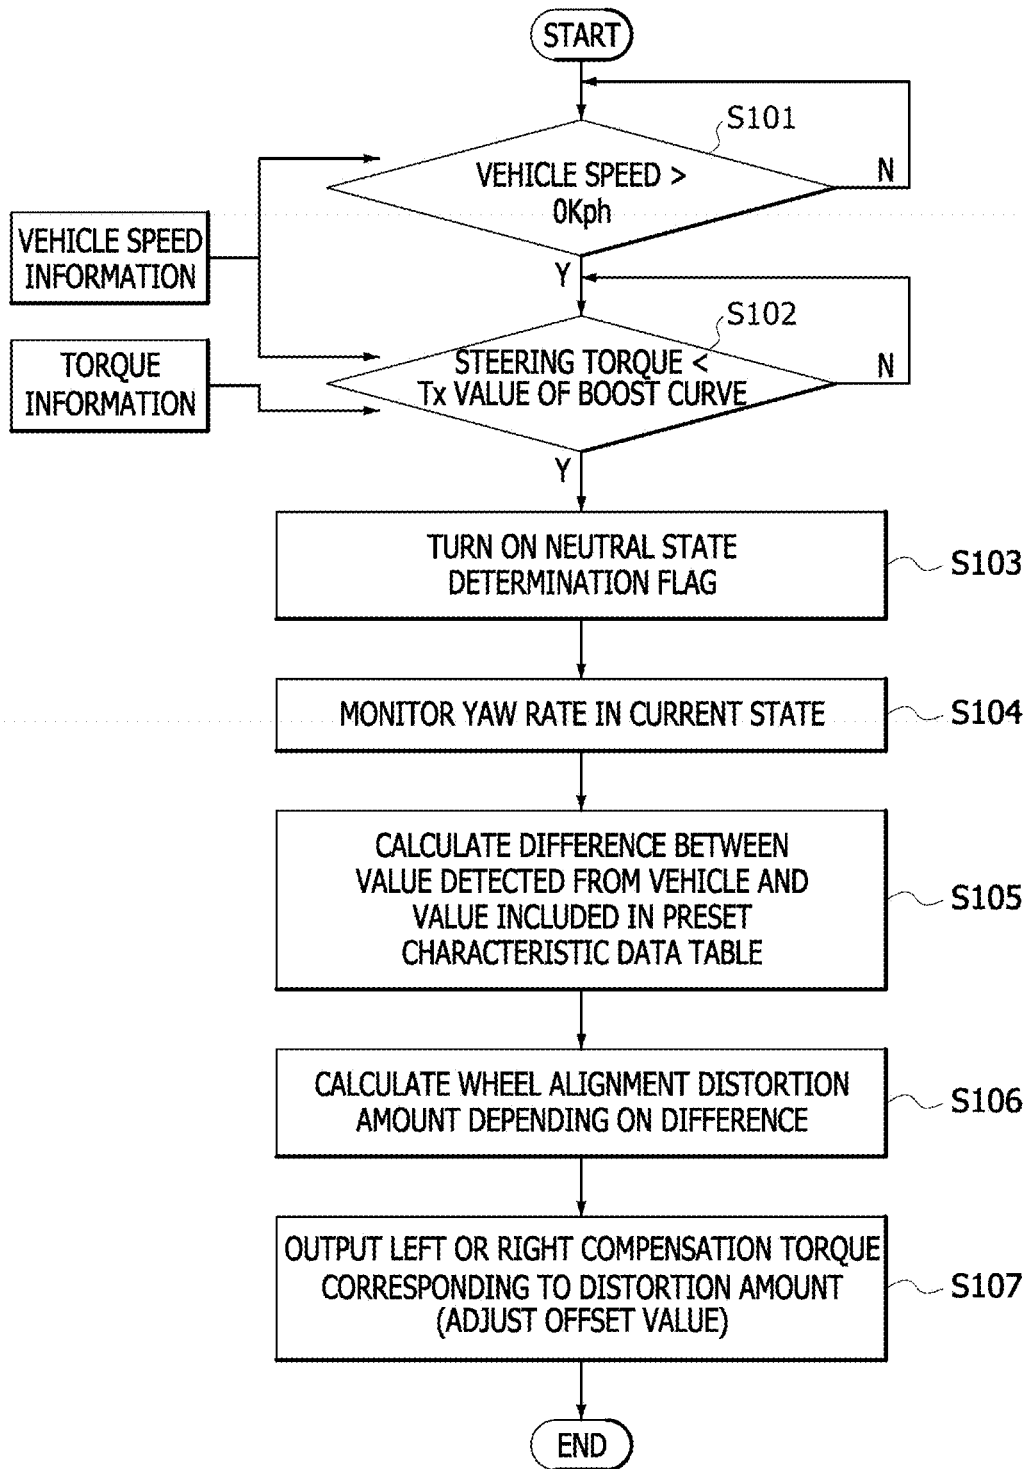 START
S101
VEHICLE SPEED >
0Kph
N
VEHICLE SPEED
INFORMATION
Y
S102
STEERING TORQUE <
Tx VALUE OF BOOST CURVE
N
TORQUE
INFORMATION
Y
TURN ON NEUTRAL STATE
DETERMINATION FLAG
S103
MONITOR YAW RATE IN CURRENT STATE
S104
CALCULATE DIFFERENCE BETWEEN
VALUE DETECTED FROM VEHICLE AND
VALUE INCLUDED IN PRESET
CHARACTERISTIC DATA TABLE
S105
CALCULATE WHEEL ALIGNMENT DISTORTION
AMOUNT DEPENDING ON DIFFERENCE
S106
OUTPUT LEFT OR RIGHT COMPENSATION TORQUE
CORRESPONDING TO DISTORTION AMOUNT
(ADJUST OFFSET VALUE)
S107
END